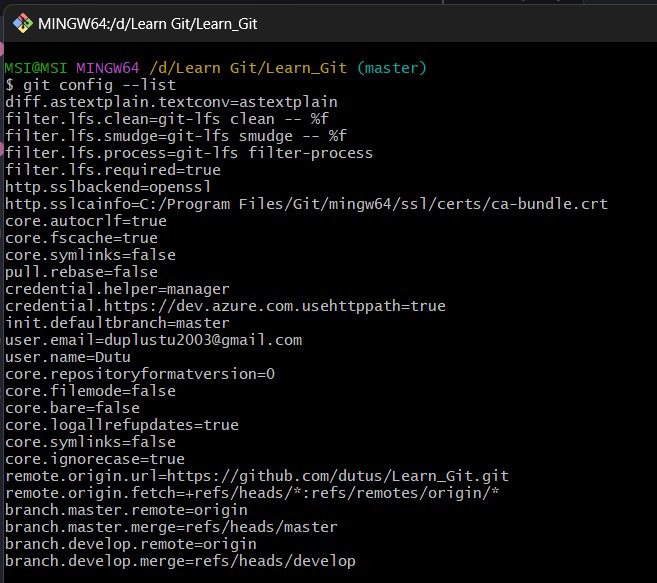 MINGW64:/d/Learn Git/Learn_Git
MSI@MSI MINGW64 /d/Learn Git/Learn_Git (master)
$ git config --list
diff.astextplain.textconv=astextplain
filter.lfs.clean=git-lfs clean -- %f
filter.lfs.smudge=git-lfs smudge -- %f
filter.lfs.process=git-lfs filter-process
filter.lfs.required=true
http.sslbackend=openssl
http.sslcainfo=C:/Program Files/Git/mingw64/ssl/certs/ca-bundle.crt
core.autocrlf=true
core.fscache=true
core.symlinks=false
pull.rebase=false
credential.helper=manager
credential.https://dev.azure.com.usehttppath=true
init.defaultbranch=master
user.email=duplustu2003@gmail.com
user.name=Dutu
core.repositoryformatversion=0
core.filemode=false
core.bare=false
core.logallrefupdates=true
core.symlinks=false
core.ignorecase=true
remote.origin.url=https://github.com/dutus/Learn_Git.git
remote.origin.fetch=+refs/heads/*:refs/remotes/origin/*
branch.master.remote=origin
branch.master.merge=refs/heads/master
branch.develop.remote=origin
branch.develop.merge=refs/heads/develop